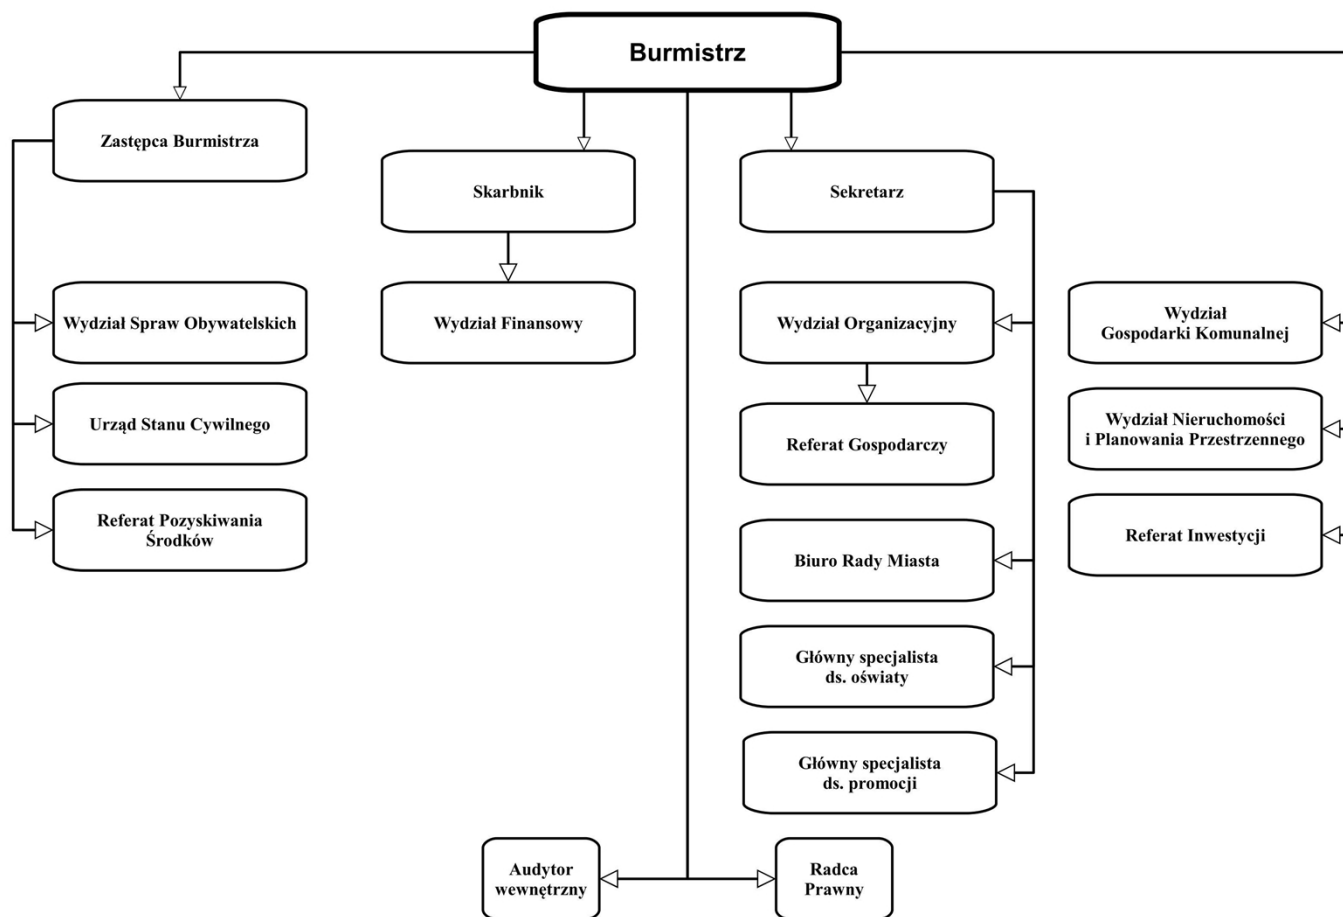 Burmistrz
Zastępca Burmistrza
Skarbnik
Sekretarz
Wydział Spraw Obywatelskich
Urząd Stanu Cywilnego
Referat Pozyskiwania
Środków
Wydział Finansowy
Wydział Organizacyjny
Referat Gospodarczy
Biuro Rady Miasta
Główny specjalista
ds. oświaty
Główny specjalista
ds. promocji
Wydział
Gospodarki Komunalnej
Wydział Nieruchomości
i Planowania Przestrzennego
Referat Inwestycji
Audytor
wewnętrzny
Radca
Prawny